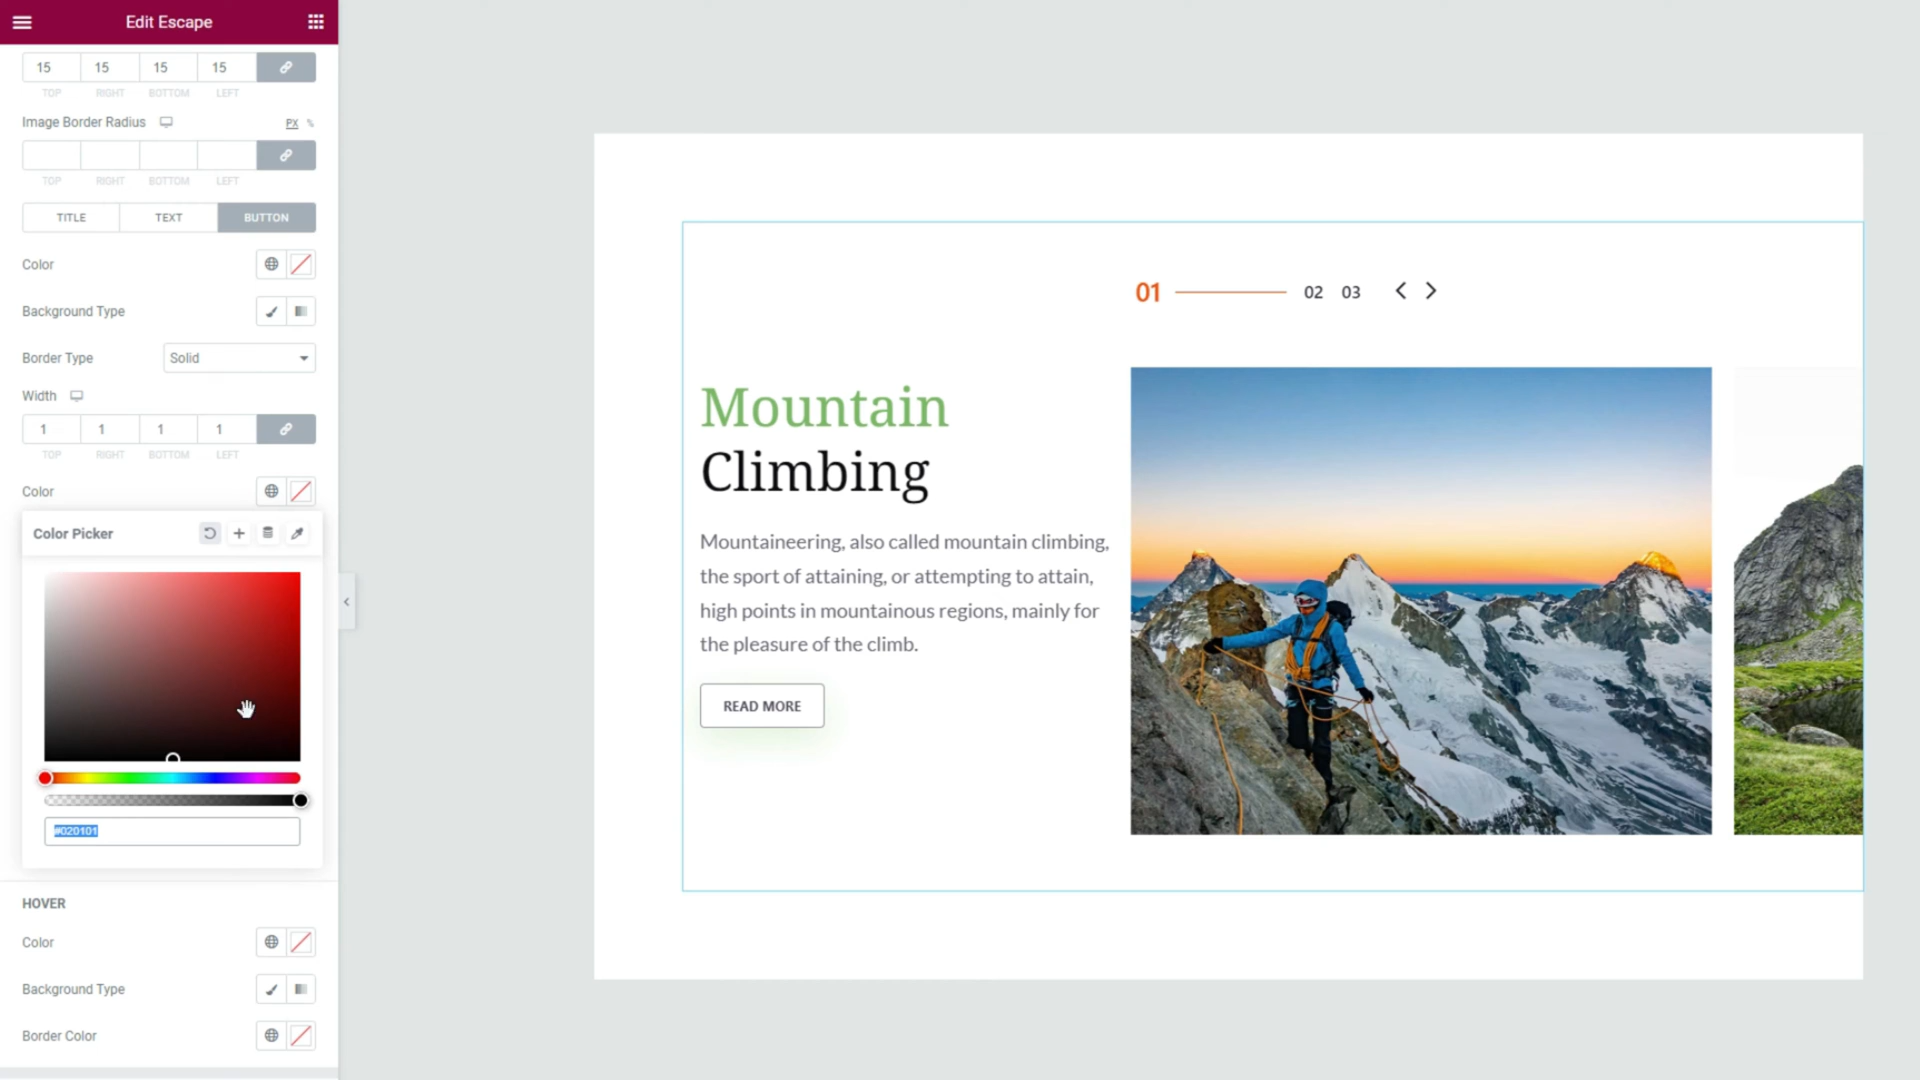 Edit Escape
15 15 15 15
TOP RIGHT BOTTOM LEFT
Image Border Radius PX %
TOP RIGHT BOTTOM LEFT
TITLE TEXT BUTTON
Color
Background Type
Border Type Solid
Width
1 1 1 1
TOP RIGHT BOTTOM LEFT
Color
Color Picker
#020101
HOVER
Color
Background Type
Border Color
01 02 03
Mountain
Climbing
Mountaineering, also called mountain climbing,
the sport of attaining, or attempting to attain,
high points in mountainous regions, mainly for
the pleasure of the climb.
READ MORE